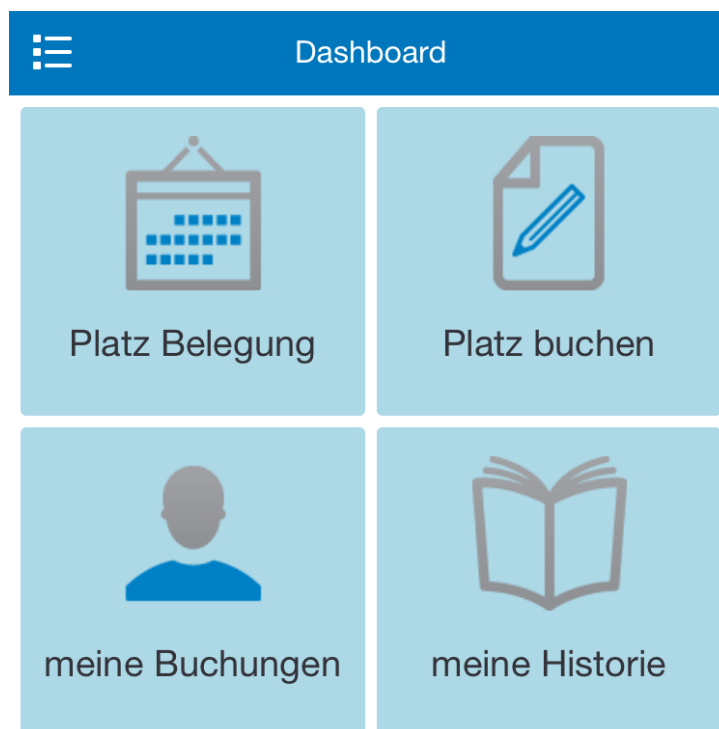 Dashboard
Platz Belegung
Platz buchen
meine Buchungen
meine Historie